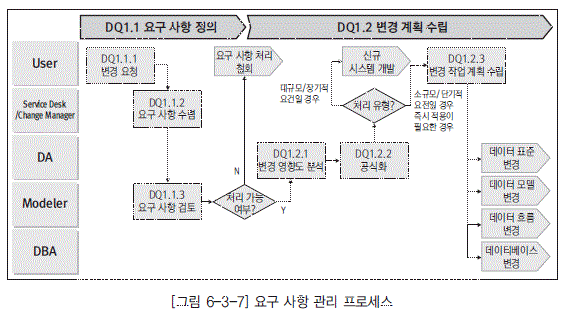 DQ1.1 요구 사항 정의
DQ1.2 변경 계획 수립
User
Service Desk
/Change Manager
DA
Modeler
DBA
DQ1.1.1
변경 요청
DQ1.1.2
요구 사항 수렴
DQ1.1.3
요구 사항 검토
요구 사항 처리
협회
N
처리 가능
여부?
Y
DQ1.2.1
변경 영향도 분석
DQ1.2.2
공식화
신규
시스템 개발
대규모/장기적
요건일 경우
처리 유형?
소규모/단기적
요전일 경우
즉시 적용이
필요한 경우
DQ1.2.3
변경 작업 계획 수립
데이터 표준
변경
데이터 모델
변경
데이터 흐름
변경
데이터베이스
변경
[그림 6-3-7] 요구 사항 관리 프로세스